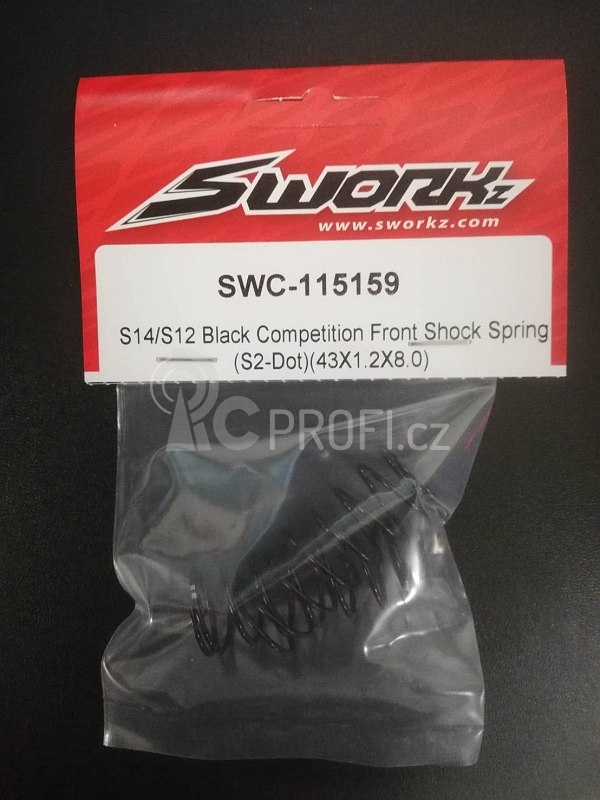 SWORKz
www.sworkz.com
SWC-115159
S14/S12 Black Competition Front Shock Spring
(S2-Dot)(43X1.2X8.0)
RCPROFI.cz